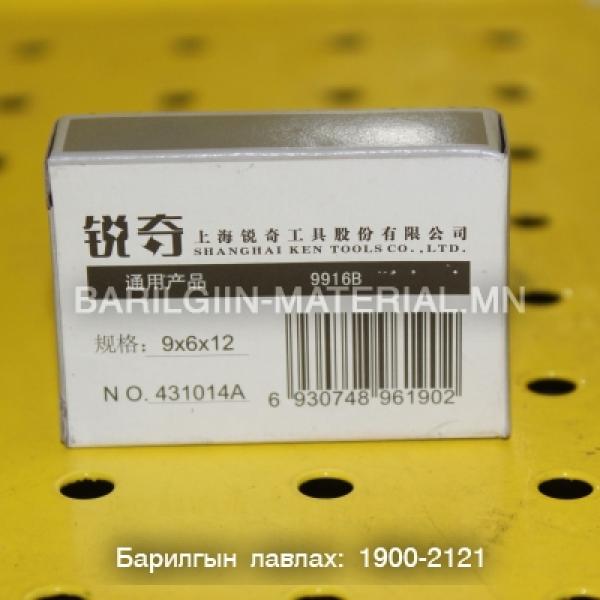 锐奇 上海锐奇工具股份有限公司
SHANGHAI KEN TOOLS CO.,LTD.
通用产品 9916B
BARILGIIN-MATERIAL.MN
规格: 9x6x12
NO. 431014A
6 930748 961902
Барилгын лавлах: 1900-2121